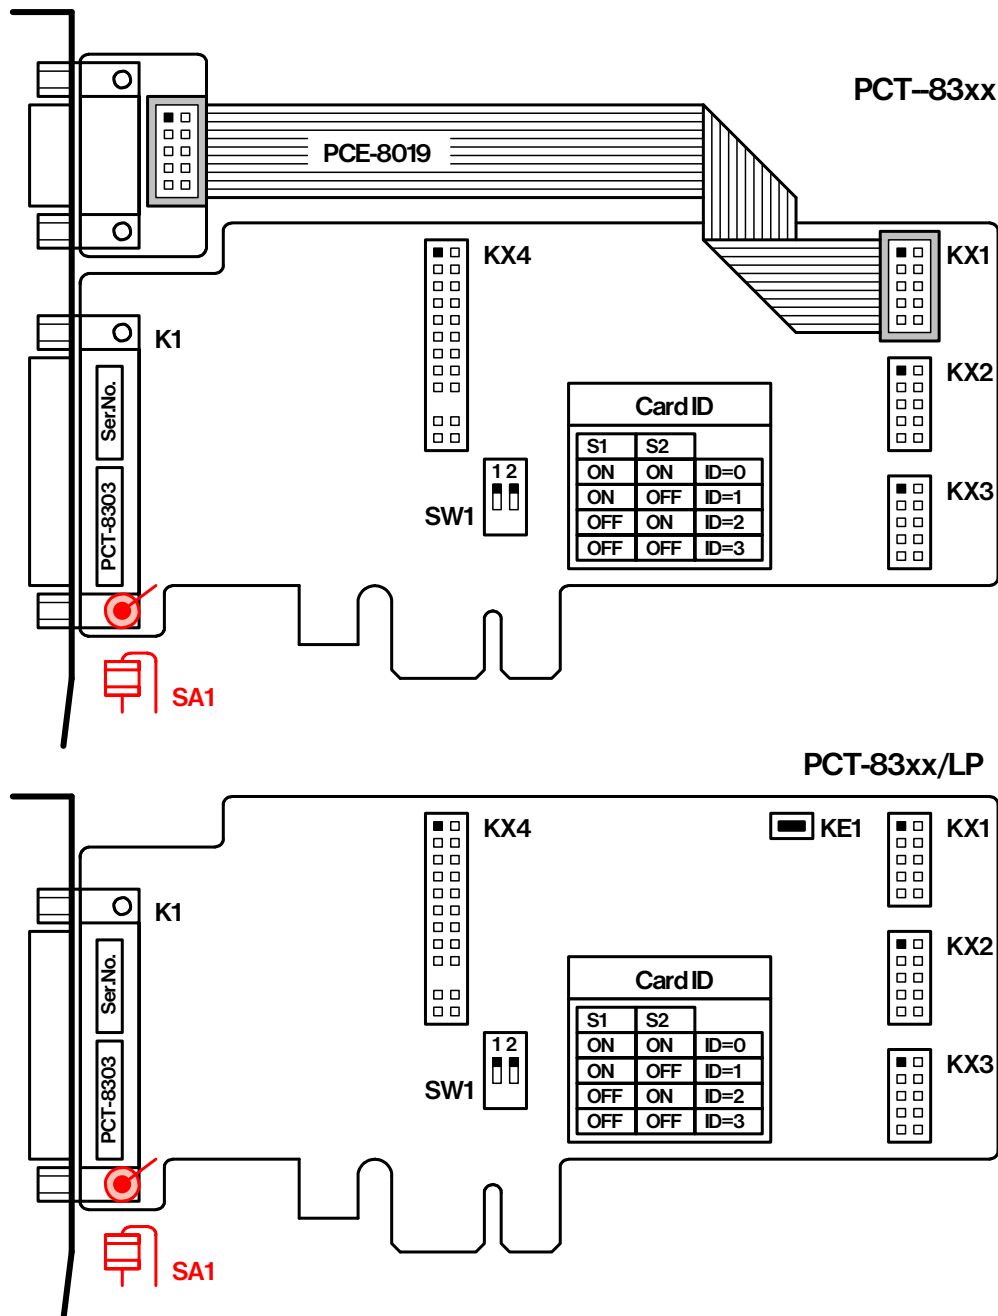 PCT--83xx
PCE-8019
KX4
KX1
K1
KX2
Ser.No.
Card ID
S1 S2
ON ON ID=0
ON OFF ID=1
OFF ON ID=2
OFF OFF ID=3
1 2
SW1
KX3
PCT-8303
SA1
PCT-83xx/LP
KX4
KE1
KX1
K1
KX2
Ser.No.
Card ID
S1 S2
ON ON ID=0
ON OFF ID=1
OFF ON ID=2
OFF OFF ID=3
1 2
SW1
KX3
PCT-8303
SA1